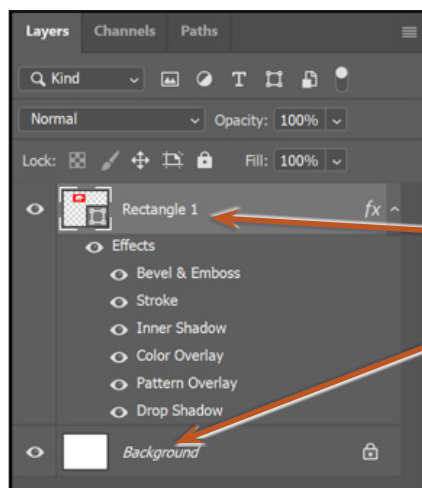 Layers Channels Paths
Kind
Normal Opacity: 100%
Lock: Fill: 100%
Rectangle 1 fx
Effects
Bevel & Emboss
Stroke
Inner Shadow
Color Overlay
Pattern Overlay
Drop Shadow
Background